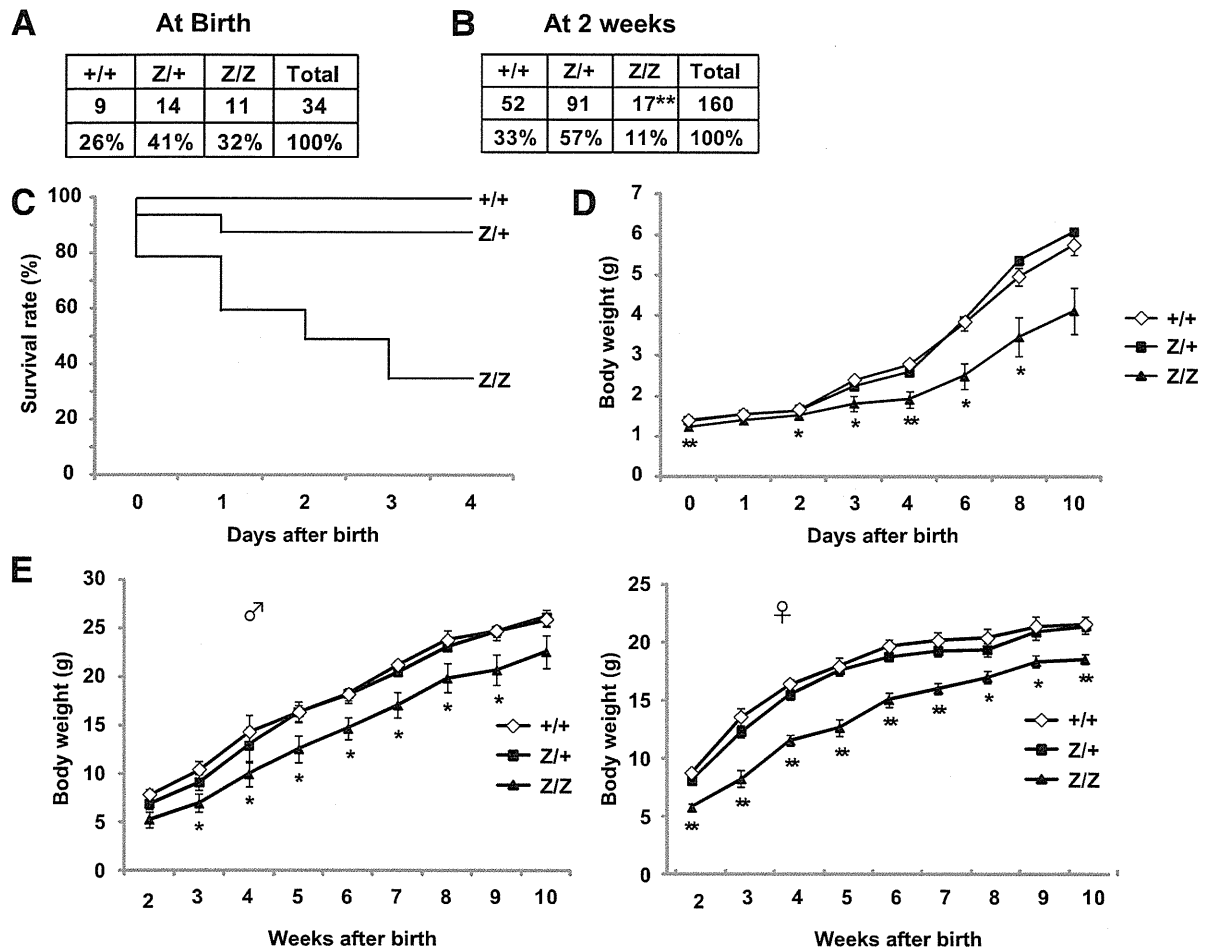 A At Birth
+/+ Z/+ Z/Z Total
9 14 11 34
26% 41% 32% 100%
B At 2 weeks
+/+ Z/+ Z/Z Total
52 91 17** 160
33% 57% 11% 100%
C
Survival rate (%)
100
80
60
40
20
0
+/+
Z/+
Z/Z
0 1 2 3 4
Days after birth
D
Body weight (g)
7
6
5
4
3
2
1
0
** * * ** * *
0 1 2 3 4 6 8 10
Days after birth
+/+
Z/+
Z/Z
E
♂
Body weight (g)
30
25
20
15
10
5
0
* * * * * * *
+/+
Z/+
Z/Z
2 3 4 5 6 7 8 9 10
Weeks after birth
♀
Body weight (g)
25
20
15
10
5
0
** ** ** ** ** ** * * **
+/+
Z/+
Z/Z
2 3 4 5 6 7 8 9 10
Weeks after birth